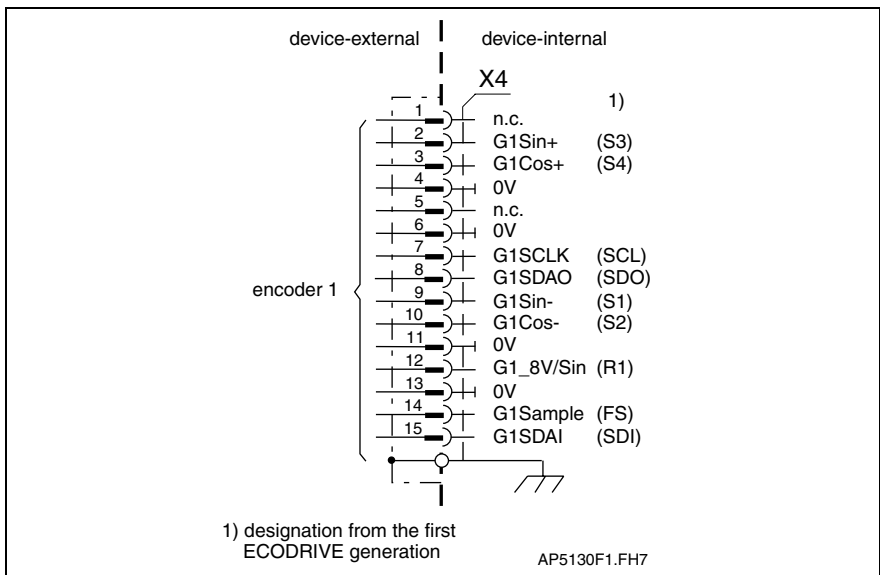 device-external device-internal
X4
1)
1 n.c.
2 G1Sin+ (S3)
3 G1Cos+ (S4)
4 0V
5 n.c.
6 0V
7 G1SCLK (SCL)
8 G1SDAO (SDO)
encoder 1
9 G1Sin- (S1)
10 G1Cos- (S2)
11 0V
12 G1_8V/Sin (R1)
13 0V
14 G1Sample (FS)
15 G1SDAI (SDI)
1) designation from the first
ECODRIVE generation
AP5130F1.FH7